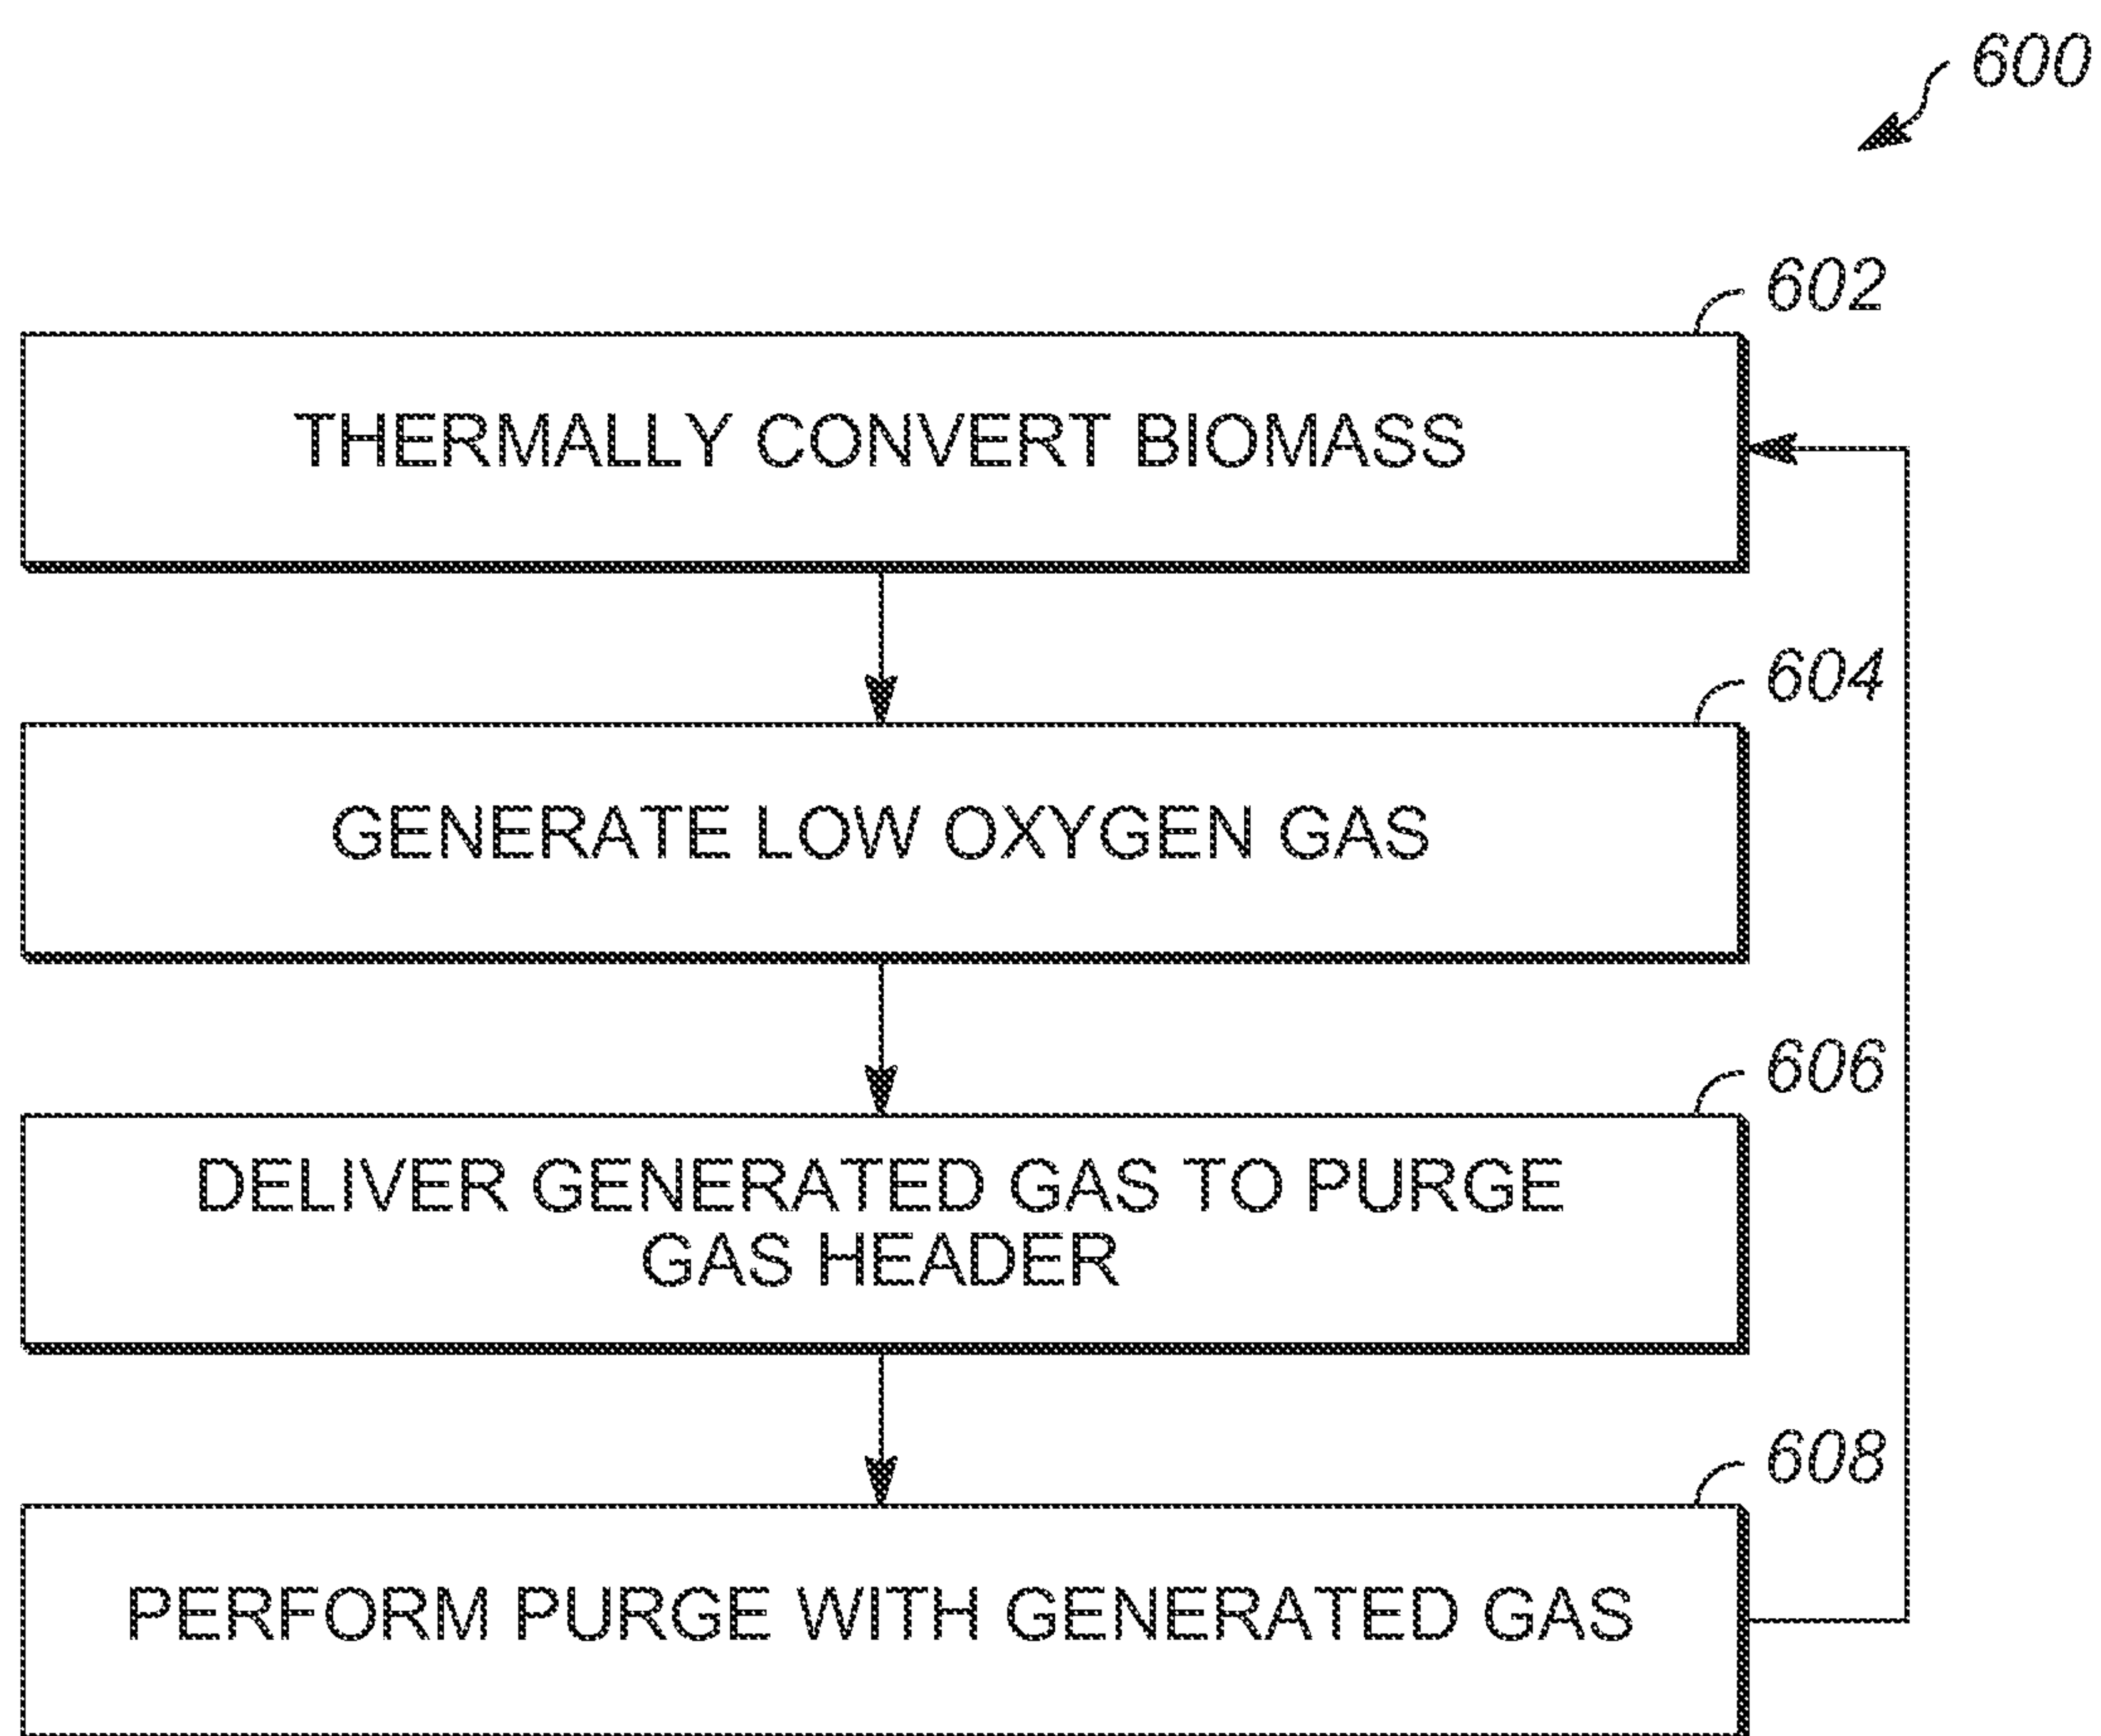 600
602
THERMALLY CONVERT BIOMASS
604
GENERATE LOW OXYGEN GAS
606
DELIVER GENERATED GAS TO PURGE
GAS HEADER
608
PERFORM PURGE WITH GENERATED GAS